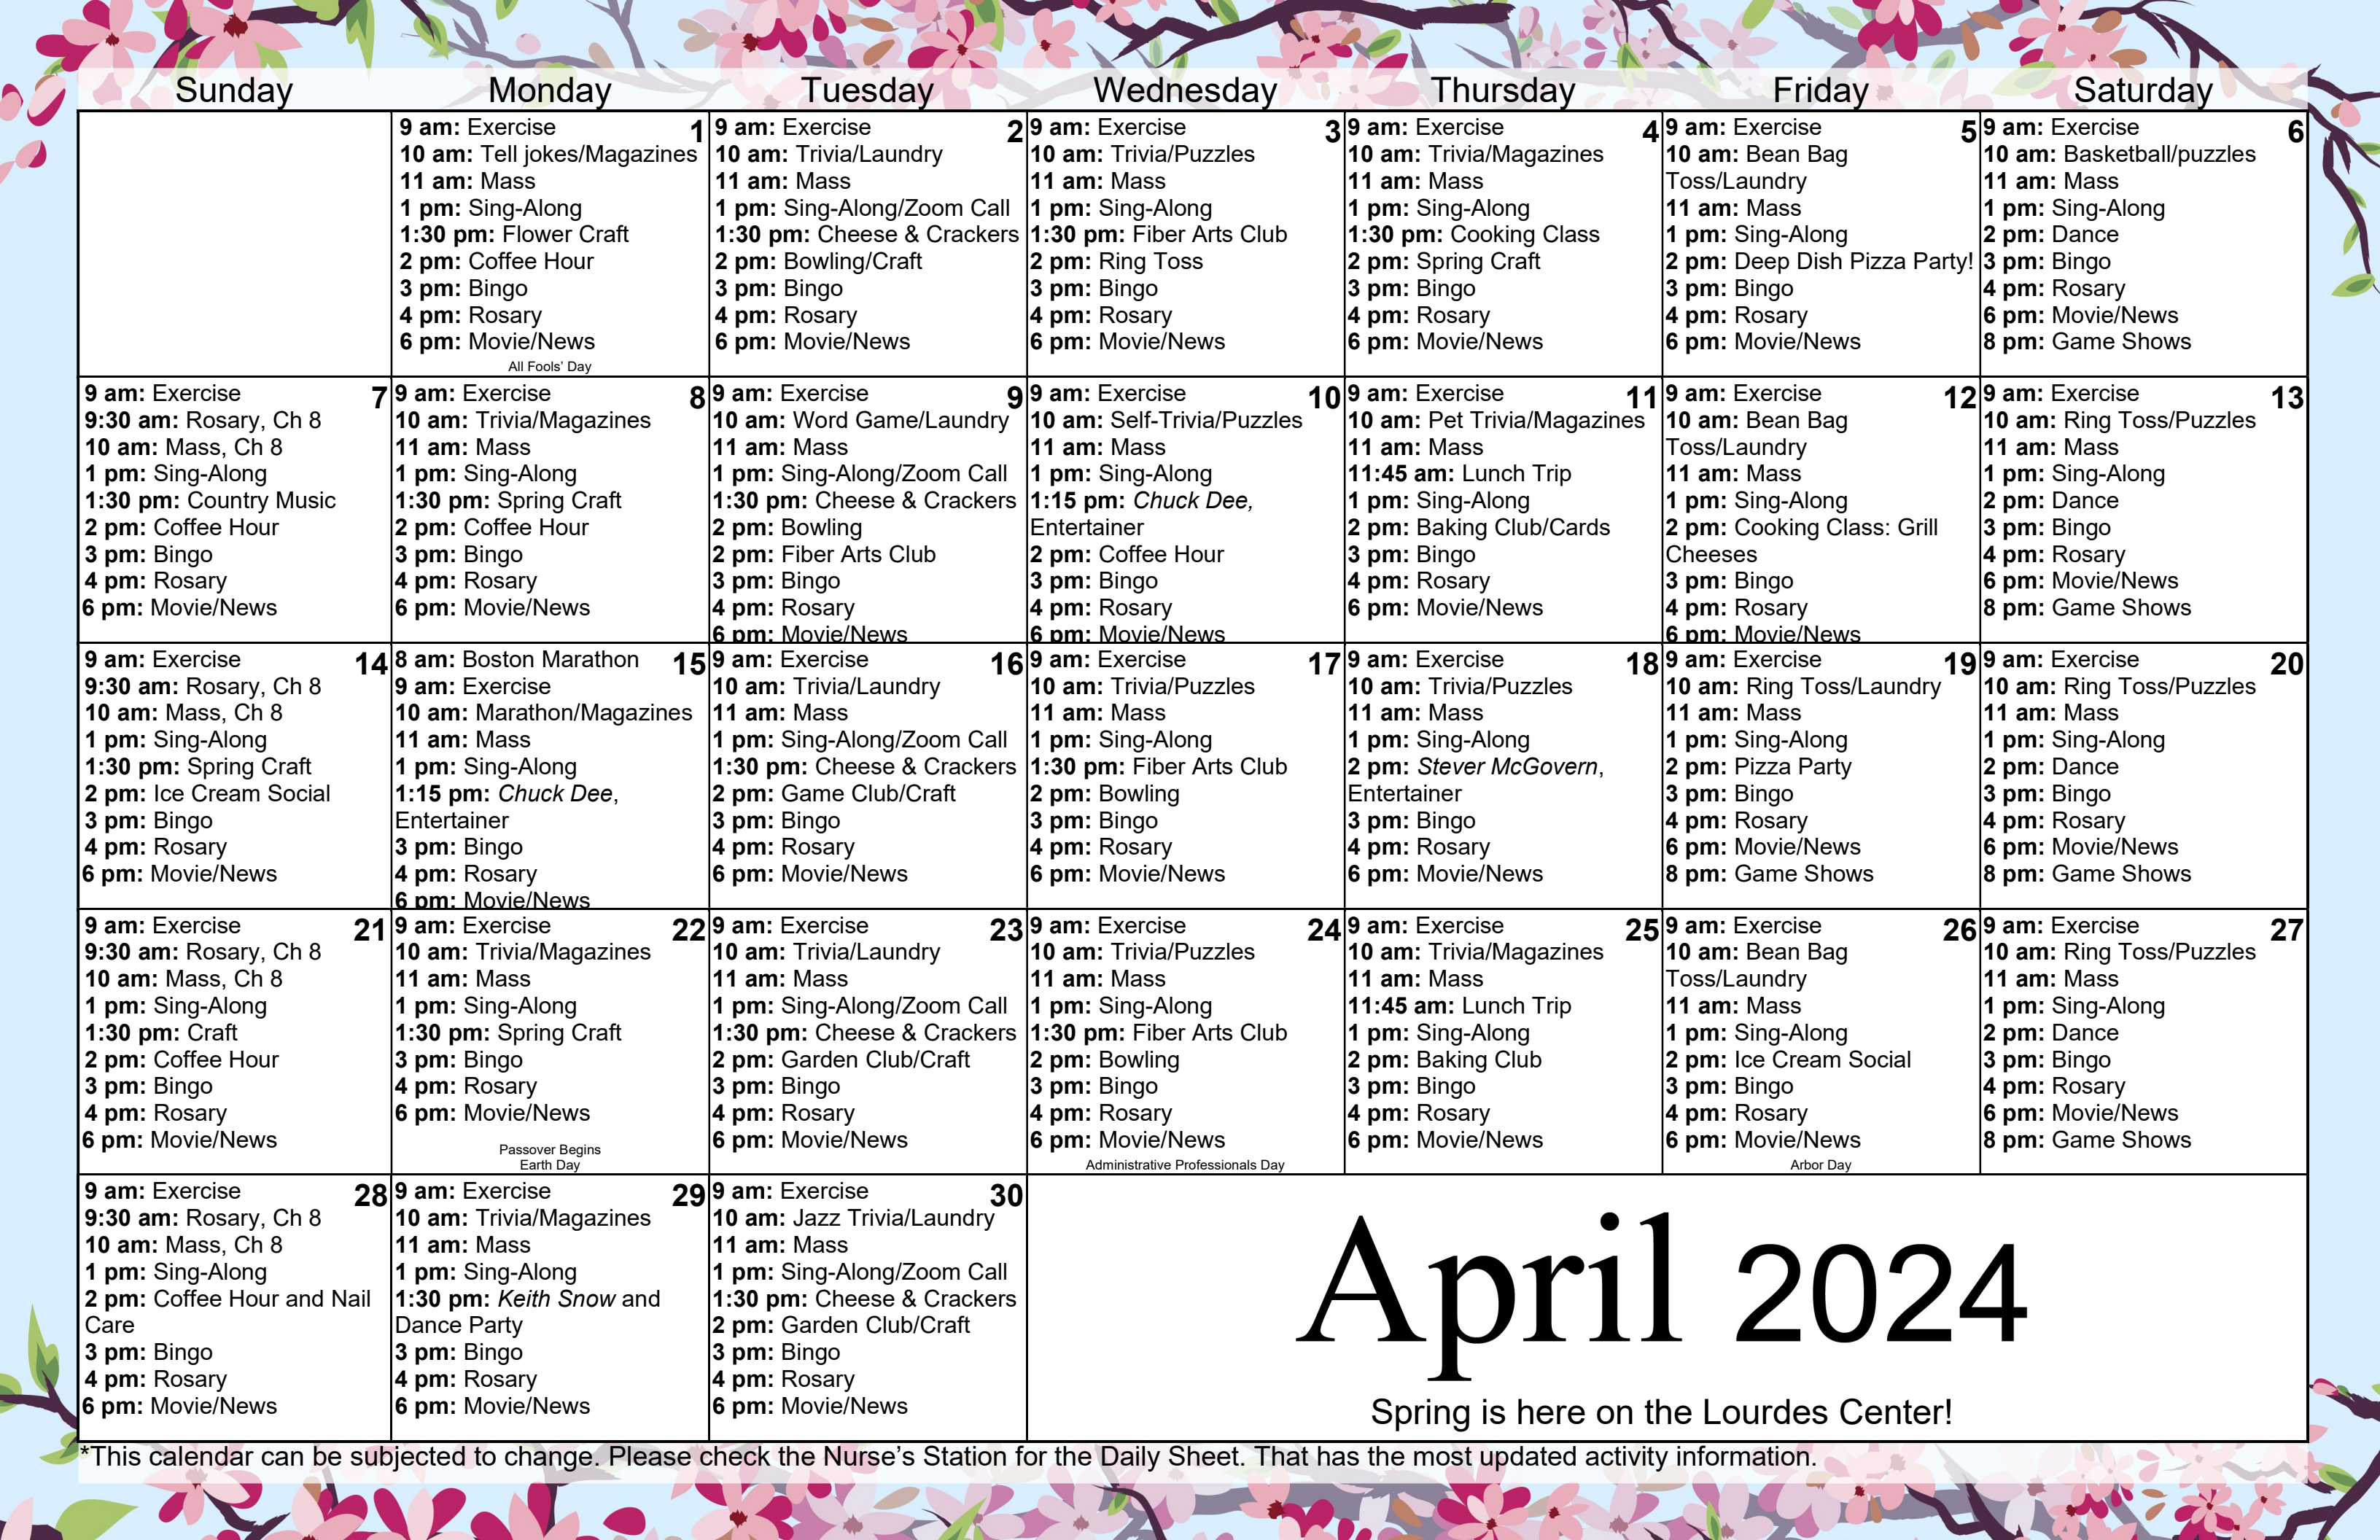 Sunday Monday Tuesday Wednesday Thursday Friday Saturday
9 am: Exercise 1
10 am: Tell jokes/Magazines
11 am: Mass
1 pm: Sing-Along
1:30 pm: Flower Craft
2 pm: Coffee Hour
3 pm: Bingo
4 pm: Rosary
6 pm: Movie/News
All Fools' Day
9 am: Exercise 2
10 am: Trivia/Laundry
11 am: Mass
1 pm: Sing-Along/Zoom Call
1:30 pm: Cheese & Crackers
2 pm: Bowling/Craft
3 pm: Bingo
4 pm: Rosary
6 pm: Movie/News
9 am: Exercise 3
10 am: Trivia/Puzzles
11 am: Mass
1 pm: Sing-Along
1:30 pm: Fiber Arts Club
2 pm: Ring Toss
3 pm: Bingo
4 pm: Rosary
6 pm: Movie/News
9 am: Exercise 4
10 am: Trivia/Magazines
11 am: Mass
1 pm: Sing-Along
1:30 pm: Cooking Class
2 pm: Spring Craft
3 pm: Bingo
4 pm: Rosary
6 pm: Movie/News
9 am: Exercise 5
10 am: Bean Bag
Toss/Laundry
11 am: Mass
1 pm: Sing-Along
2 pm: Deep Dish Pizza Party!
3 pm: Bingo
4 pm: Rosary
6 pm: Movie/News
9 am: Exercise 6
10 am: Basketball/puzzles
11 am: Mass
1 pm: Sing-Along
2 pm: Dance
3 pm: Bingo
4 pm: Rosary
6 pm: Movie/News
8 pm: Game Shows
9 am: Exercise 7
9:30 am: Rosary, Ch 8
10 am: Mass, Ch 8
1 pm: Sing-Along
1:30 pm: Country Music
2 pm: Coffee Hour
3 pm: Bingo
4 pm: Rosary
6 pm: Movie/News
9 am: Exercise 8
10 am: Trivia/Magazines
11 am: Mass
1 pm: Sing-Along
1:30 pm: Spring Craft
2 pm: Coffee Hour
3 pm: Bingo
4 pm: Rosary
6 pm: Movie/News
9 am: Exercise 9
10 am: Word Game/Laundry
11 am: Mass
1 pm: Sing-Along/Zoom Call
1:30 pm: Cheese & Crackers
2 pm: Bowling
2 pm: Fiber Arts Club
3 pm: Bingo
4 pm: Rosary
6 pm: Movie/News
9 am: Exercise 10
10 am: Self-Trivia/Puzzles
11 am: Mass
1 pm: Sing-Along
1:15 pm: Chuck Dee,
Entertainer
2 pm: Coffee Hour
3 pm: Bingo
4 pm: Rosary
6 pm: Movie/News
9 am: Exercise 11
10 am: Pet Trivia/Magazines
11 am: Mass
11:45 am: Lunch Trip
1 pm: Sing-Along
2 pm: Baking Club/Cards
3 pm: Bingo
4 pm: Rosary
6 pm: Movie/News
9 am: Exercise 12
10 am: Bean Bag
Toss/Laundry
11 am: Mass
1 pm: Sing-Along
2 pm: Cooking Class: Grill
Cheeses
3 pm: Bingo
4 pm: Rosary
6 pm: Movie/News
9 am: Exercise 13
10 am: Ring Toss/Puzzles
11 am: Mass
1 pm: Sing-Along
2 pm: Dance
3 pm: Bingo
4 pm: Rosary
6 pm: Movie/News
8 pm: Game Shows
9 am: Exercise 14
9:30 am: Rosary, Ch 8
10 am: Mass, Ch 8
1 pm: Sing-Along
1:30 pm: Spring Craft
2 pm: Ice Cream Social
3 pm: Bingo
4 pm: Rosary
6 pm: Movie/News
8 am: Boston Marathon 15
9 am: Exercise
10 am: Marathon/Magazines
11 am: Mass
1 pm: Sing-Along
1:15 pm: Chuck Dee,
Entertainer
3 pm: Bingo
4 pm: Rosary
6 pm: Movie/News
9 am: Exercise 16
10 am: Trivia/Laundry
11 am: Mass
1 pm: Sing-Along/Zoom Call
1:30 pm: Cheese & Crackers
2 pm: Game Club/Craft
3 pm: Bingo
4 pm: Rosary
6 pm: Movie/News
9 am: Exercise 17
10 am: Trivia/Puzzles
11 am: Mass
1 pm: Sing-Along
1:30 pm: Fiber Arts Club
2 pm: Bowling
3 pm: Bingo
4 pm: Rosary
6 pm: Movie/News
9 am: Exercise 18
10 am: Trivia/Puzzles
11 am: Mass
1 pm: Sing-Along
2 pm: Stever McGovern,
Entertainer
3 pm: Bingo
4 pm: Rosary
6 pm: Movie/News
9 am: Exercise 19
10 am: Ring Toss/Laundry
11 am: Mass
1 pm: Sing-Along
2 pm: Pizza Party
3 pm: Bingo
4 pm: Rosary
6 pm: Movie/News
8 pm: Game Shows
9 am: Exercise 20
10 am: Ring Toss/Puzzles
11 am: Mass
1 pm: Sing-Along
2 pm: Dance
3 pm: Bingo
4 pm: Rosary
6 pm: Movie/News
8 pm: Game Shows
9 am: Exercise 21
9:30 am: Rosary, Ch 8
10 am: Mass, Ch 8
1 pm: Sing-Along
1:30 pm: Craft
2 pm: Coffee Hour
3 pm: Bingo
4 pm: Rosary
6 pm: Movie/News
9 am: Exercise 22
10 am: Trivia/Magazines
11 am: Mass
1 pm: Sing-Along
1:30 pm: Spring Craft
3 pm: Bingo
4 pm: Rosary
6 pm: Movie/News
Passover Begins
Earth Day
9 am: Exercise 23
10 am: Trivia/Laundry
11 am: Mass
1 pm: Sing-Along/Zoom Call
1:30 pm: Cheese & Crackers
2 pm: Garden Club/Craft
3 pm: Bingo
4 pm: Rosary
6 pm: Movie/News
9 am: Exercise 24
10 am: Trivia/Puzzles
11 am: Mass
1 pm: Sing-Along
1:30 pm: Fiber Arts Club
2 pm: Bowling
3 pm: Bingo
4 pm: Rosary
6 pm: Movie/News
Administrative Professionals Day
9 am: Exercise 25
10 am: Trivia/Magazines
11 am: Mass
11:45 am: Lunch Trip
1 pm: Sing-Along
2 pm: Baking Club
3 pm: Bingo
4 pm: Rosary
6 pm: Movie/News
9 am: Exercise 26
10 am: Bean Bag
Toss/Laundry
11 am: Mass
1 pm: Sing-Along
2 pm: Ice Cream Social
3 pm: Bingo
4 pm: Rosary
6 pm: Movie/News
Arbor Day
9 am: Exercise 27
10 am: Ring Toss/Puzzles
11 am: Mass
1 pm: Sing-Along
2 pm: Dance
3 pm: Bingo
4 pm: Rosary
6 pm: Movie/News
8 pm: Game Shows
9 am: Exercise 28
9:30 am: Rosary, Ch 8
10 am: Mass, Ch 8
1 pm: Sing-Along
2 pm: Coffee Hour and Nail
Care
3 pm: Bingo
4 pm: Rosary
6 pm: Movie/News
9 am: Exercise 29
10 am: Trivia/Magazines
11 am: Mass
1 pm: Sing-Along
1:30 pm: Keith Snow and
Dance Party
3 pm: Bingo
4 pm: Rosary
6 pm: Movie/News
9 am: Exercise 30
10 am: Jazz Trivia/Laundry
11 am: Mass
1 pm: Sing-Along/Zoom Call
1:30 pm: Cheese & Crackers
2 pm: Garden Club/Craft
3 pm: Bingo
4 pm: Rosary
6 pm: Movie/News
April 2024
Spring is here on the Lourdes Center!
*This calendar can be subjected to change. Please check the Nurse's Station for the Daily Sheet. That has the most updated activity information.